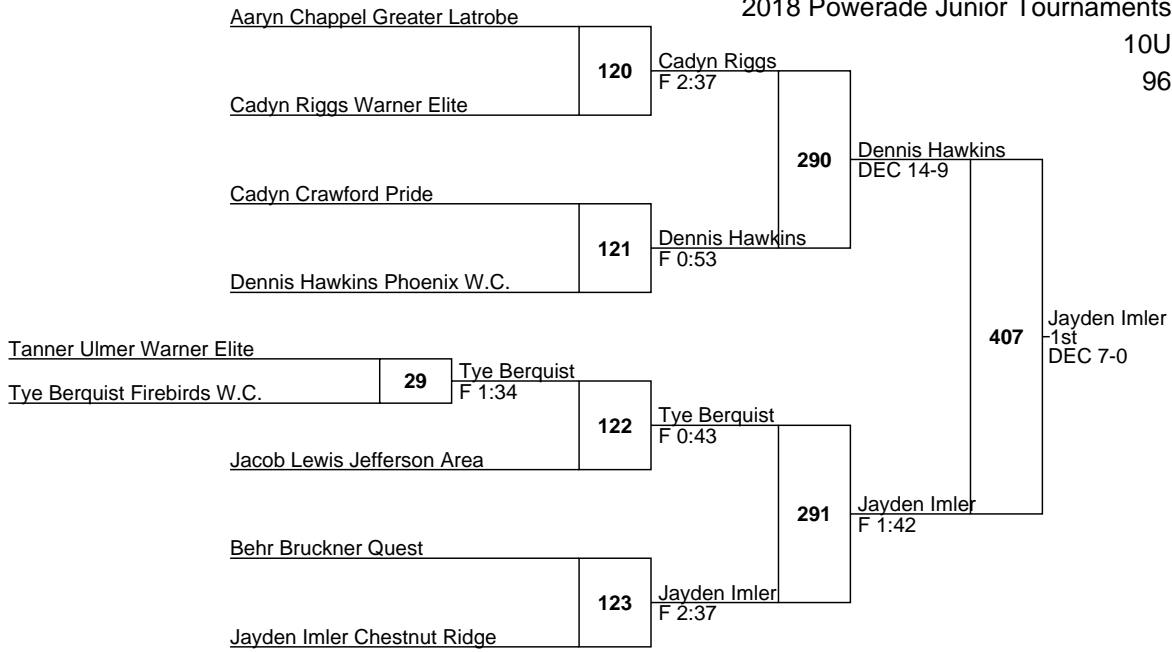 2018 Powerade Junior Tournaments
10U
96
Aaryn Chappel Greater Latrobe
120
Cadyn Riggs
F 2:37
Cadyn Riggs Warner Elite
290
Dennis Hawkins
DEC 14-9
Cadyn Crawford Pride
121
Dennis Hawkins
F 0:53
Dennis Hawkins Phoenix W.C.
407
Jayden Imler
1st
DEC 7-0
Tanner Ulmer Warner Elite
29
Tye Berquist
F 1:34
Tye Berquist Firebirds W.C.
122
Tye Berquist
F 0:43
Jacob Lewis Jefferson Area
291
Jayden Imler
F 1:42
Behr Bruckner Quest
123
Jayden Imler
F 2:37
Jayden Imler Chestnut Ridge